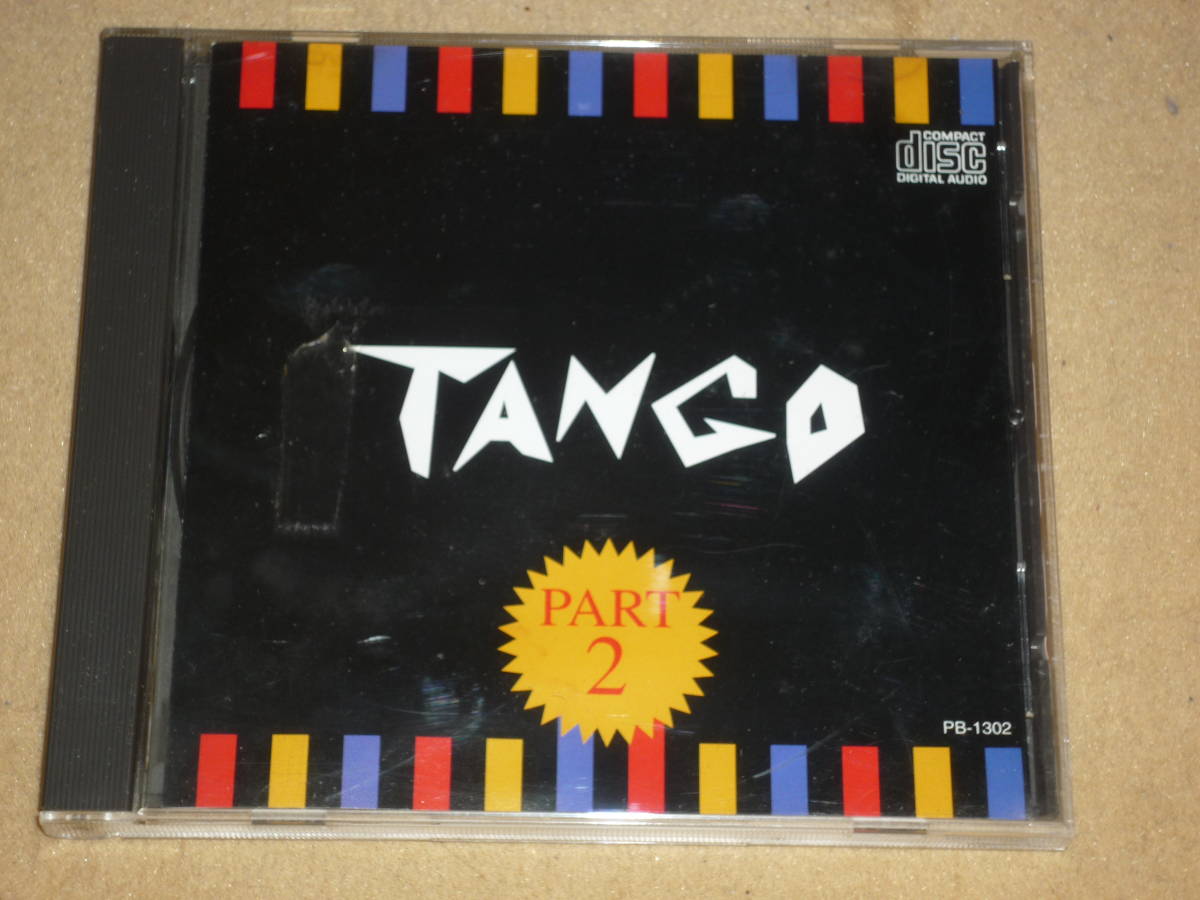 COMPACT
disc
DIGITAL AUDIO
TANGO
PART
2
PB-1302